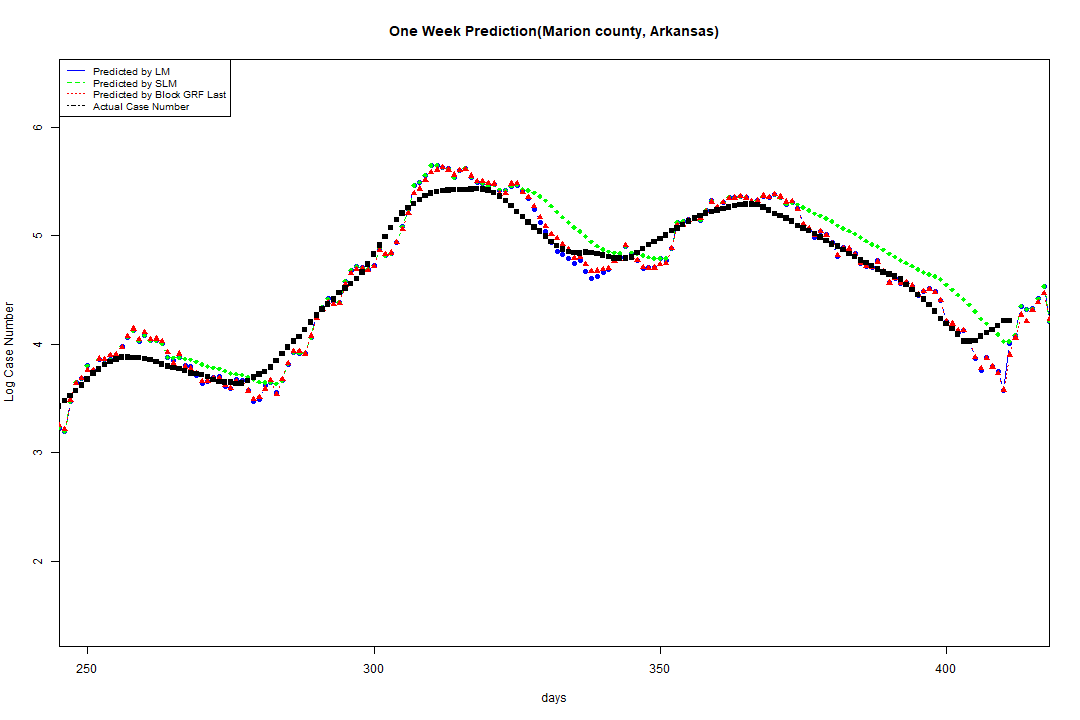 One Week Prediction(Marion county, Arkansas)
Predicted by LM
Predicted by SLM
Predicted by Block GRF Last
Actual Case Number
Log Case Number
6
5
4
3
2
250
300
350
400
days